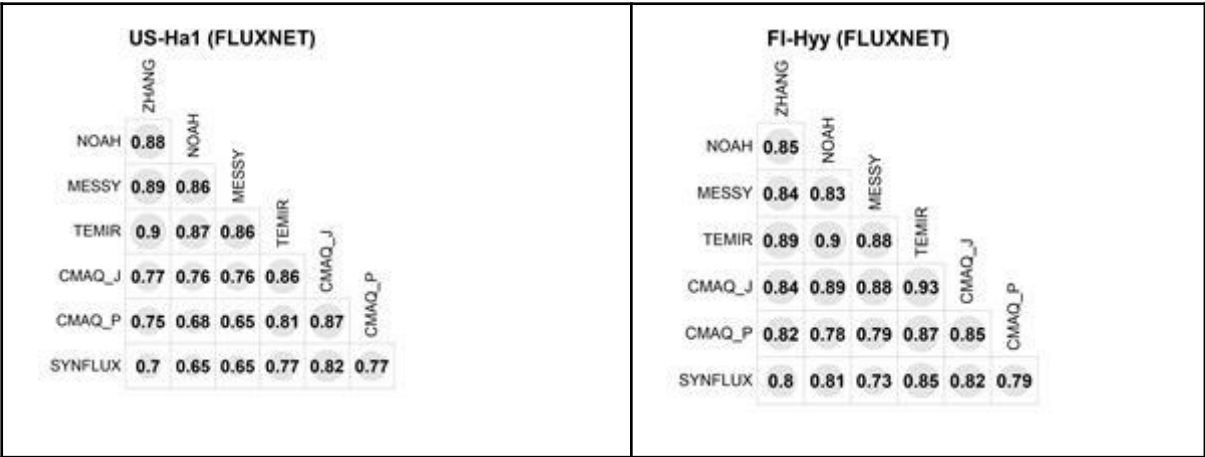 US-Ha1 (FLUXNET)
ZHANG
NOAH 0.88 NOAH
MESSY 0.89 0.86 MESSY
TEMIR 0.9 0.87 0.86 TEMIR
CMAQ_J 0.77 0.76 0.76 0.86 CMAQ_J
CMAQ_P 0.75 0.68 0.65 0.81 0.87 CMAQ_P
SYNFLUX 0.7 0.65 0.65 0.77 0.82 0.77
FI-Hyy (FLUXNET)
ZHANG
NOAH 0.85 NOAH
MESSY 0.84 0.83 MESSY
TEMIR 0.89 0.9 0.88 TEMIR
CMAQ_J 0.84 0.89 0.88 0.93 CMAQ_J
CMAQ_P 0.82 0.78 0.79 0.87 0.85 CMAQ_P
SYNFLUX 0.8 0.81 0.73 0.85 0.82 0.79